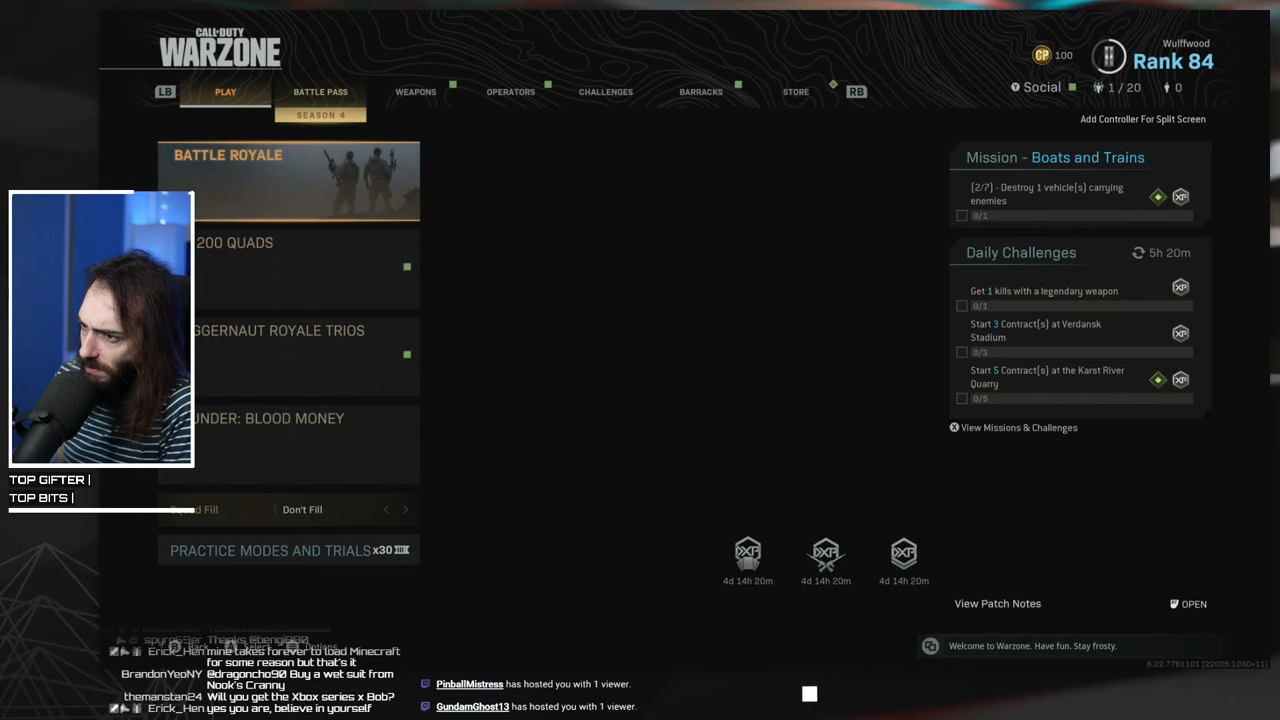 CALL OF DUTY
WARZONE
CP 100
Wulffwood
Rank 84
LB
PLAY
BATTLE PASS
WEAPONS
OPERATORS
CHALLENGES
BARRACKS
STORE
RB
SEASON 4
Y Social
1 / 20
0
Add Controller For Split Screen
BATTLE ROYALE
200 QUADS
GGERNAUT ROYALE TRIOS
UNDER: BLOOD MONEY
Fill
Don't Fill
PRACTICE MODES AND TRIALS x30
Mission - Boats and Trains
[2/7] - Destroy 1 vehicle(s) carrying
enemies
XP
0/1
Daily Challenges
5h 20m
Get 1 kills with a legendary weapon
XP
0/1
Start 3 Contract(s) at Verdansk
Stadium
XP
0/3
Start 5 Contract(s) at the Karst River
Quarry
XP
0/5
X View Missions & Challenges
TOP GIFTER |
TOP BITS |
4d 14h 20m
4d 14h 20m
4d 14h 20m
View Patch Notes
OPEN
Welcome to Warzone. Have fun. Stay frosty.
Thanks
Erick_Hen mine takes forever to load Minecraft
for some reason but that's it
BrandonYeoNY @dragoncho90 Buy a wet suit from
Nook's Cranny
themanstan24 Will you get the Xbox series x Bob?
Erick_Hen yes you are, believe in yourself
PinballMistress has hosted you with 1 viewer.
GundamGhost13 has hosted you with 1 viewer.